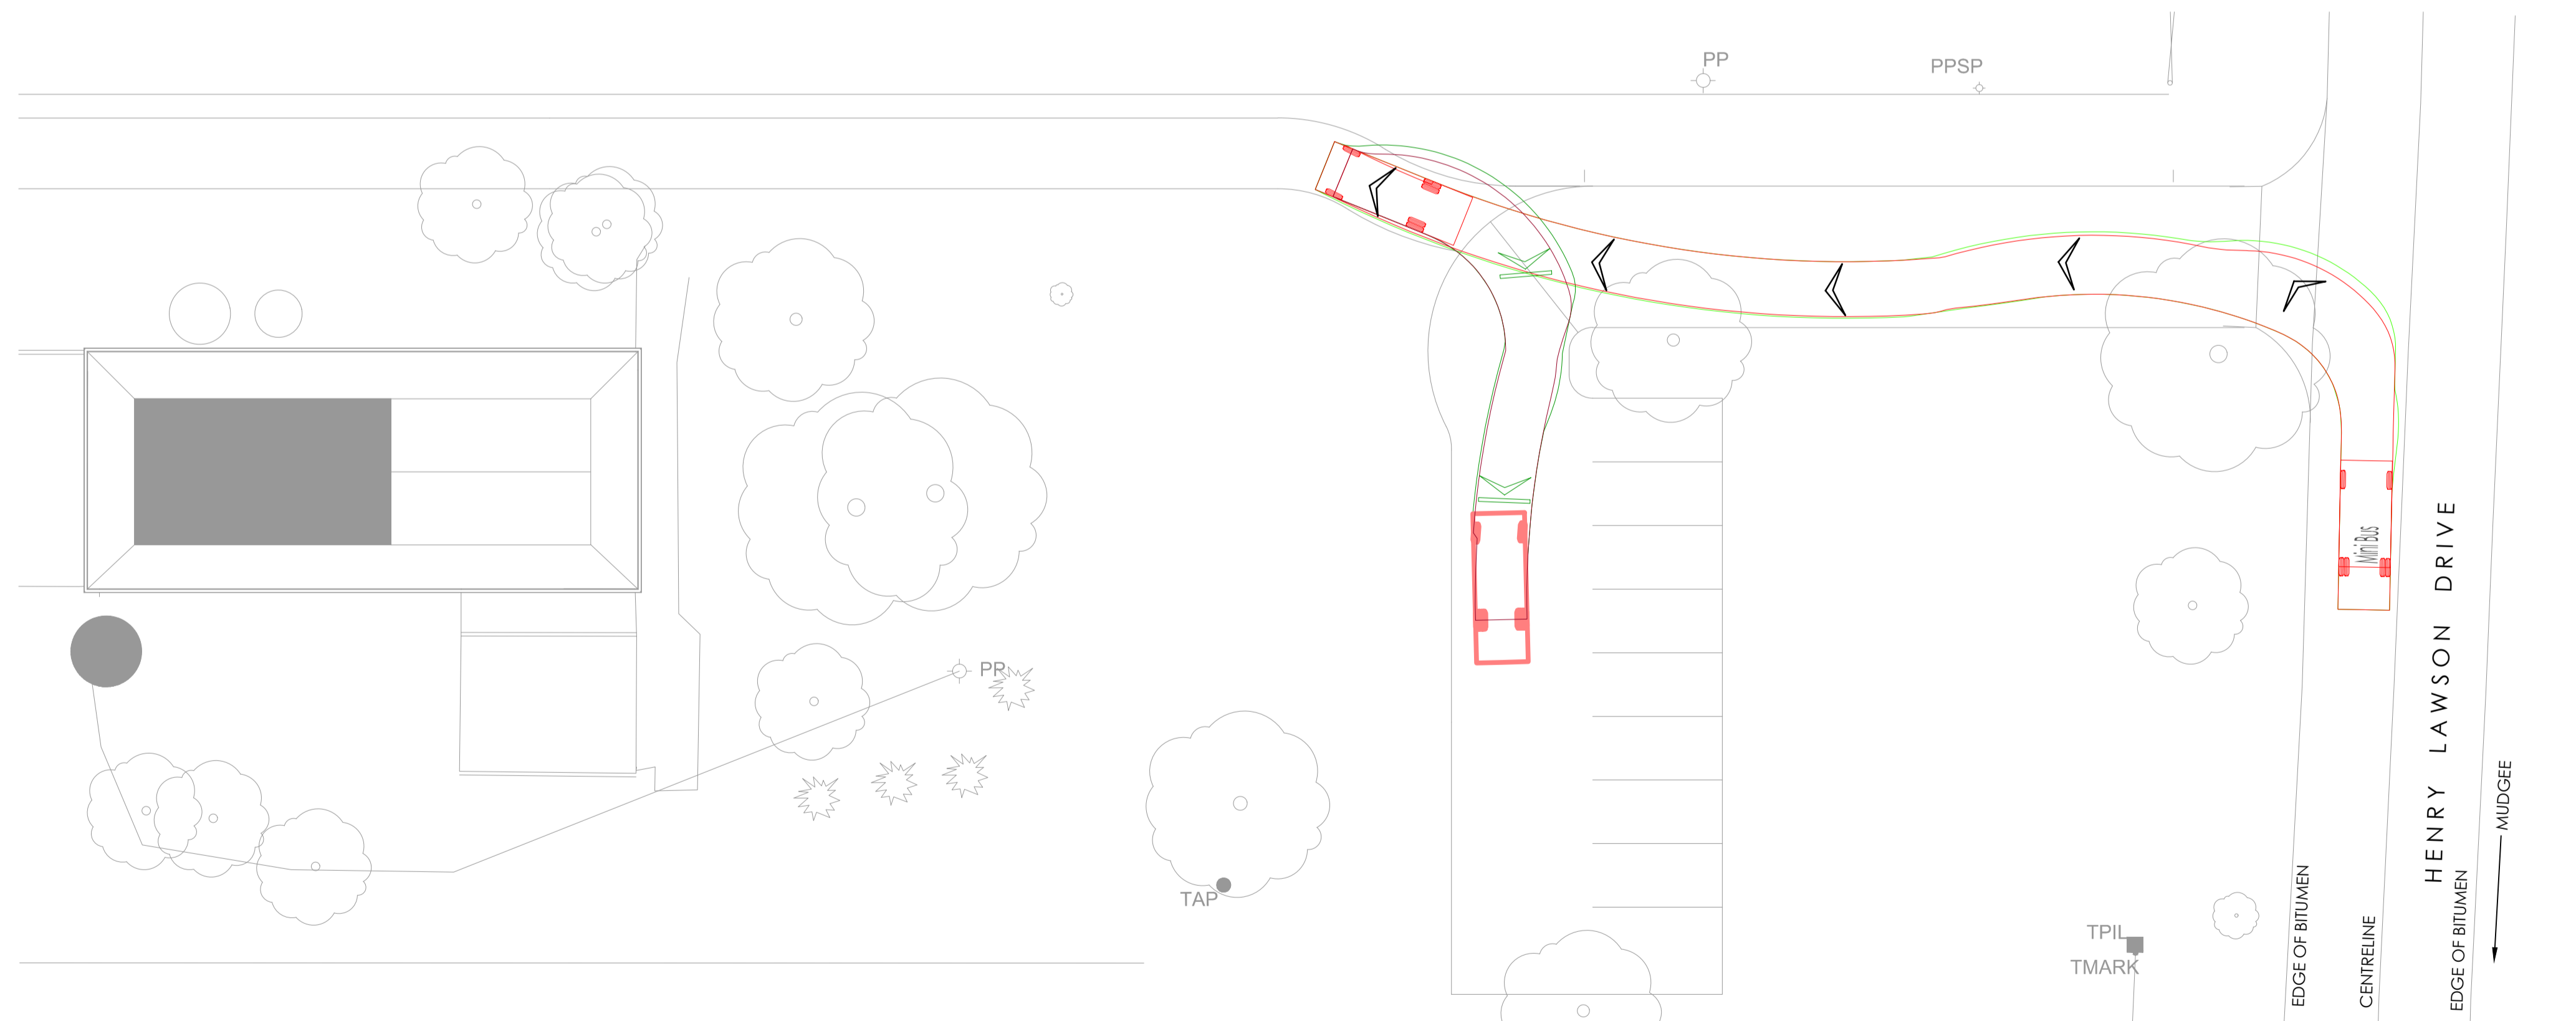 PP
PPSP
Mini Bus
HENRY LAWSON DRIVE
PP
MUDGEE
TAP
EDGE OF BITUMEN
CENTRELINE
EDGE OF BITUMEN
TPIL
TMARK